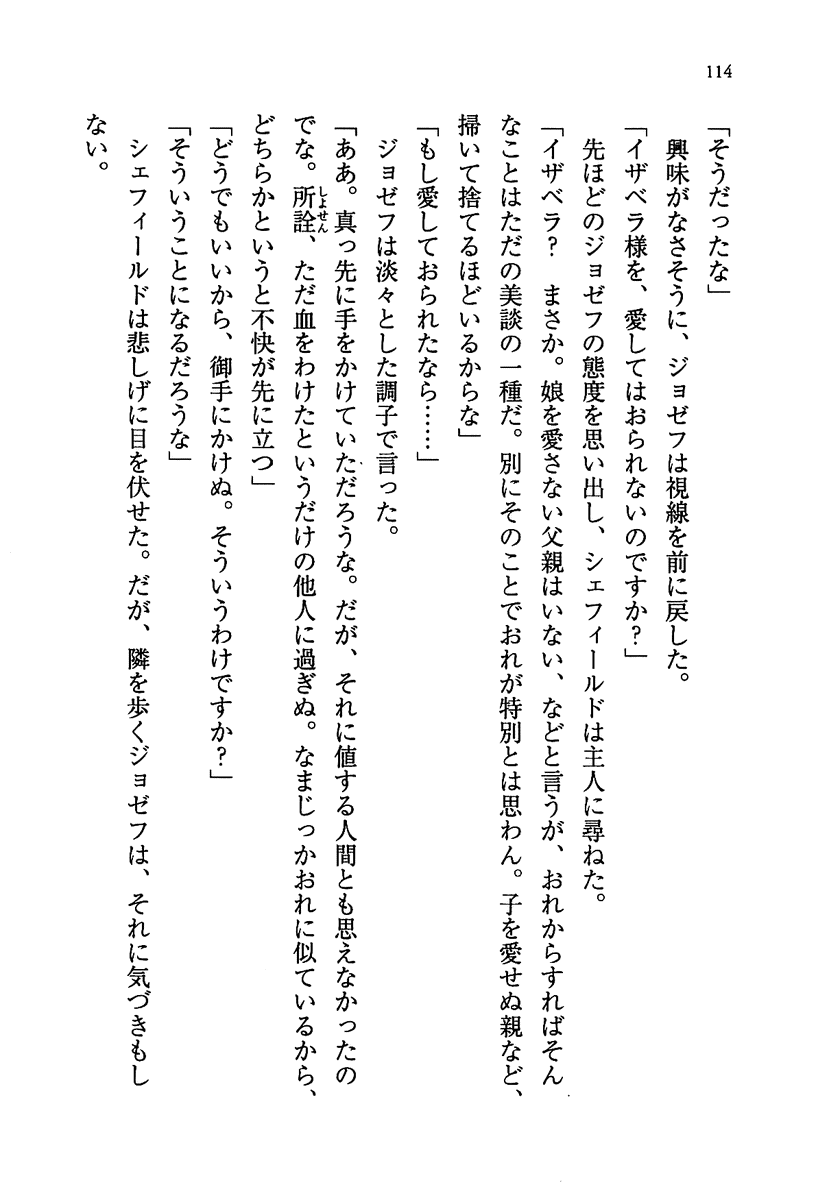 114
「そうだったな」
　興味がなさそうに、ジョゼフは視線を前に戻した。
「イザベラ様を、愛してはおられないのですか?」
　先ほどのジョゼフの態度を思い出し、シェフィールドは主人に尋ねた。
「イザベラ?　まさか。娘を愛さない父親はいない、などと言うが、おれからすればそん
なことはただの美談の一種だ。別にそのことでおれが特別とは思わん。子を愛せぬ親など、
掃いて捨てるほどいるからな」
「もし愛しておられたなら……」
　ジョゼフは淡々とした調子で言った。
「ああ。真っ先に手をかけていただろうな。だが、それに値する人間とも思えなかったの
でな。所詮、ただ血をわけたというだけの他人に過ぎぬ。なまじっかおれに似ているから、
どちらかというと不快が先に立つ」
「どうでもいいから、御手にかけぬ。そういうわけですか?」
「そういうことになるだろうな」
　シェフィールドは悲しげに目を伏せた。だが、隣を歩くジョゼフは、それに気づきもし
ない。